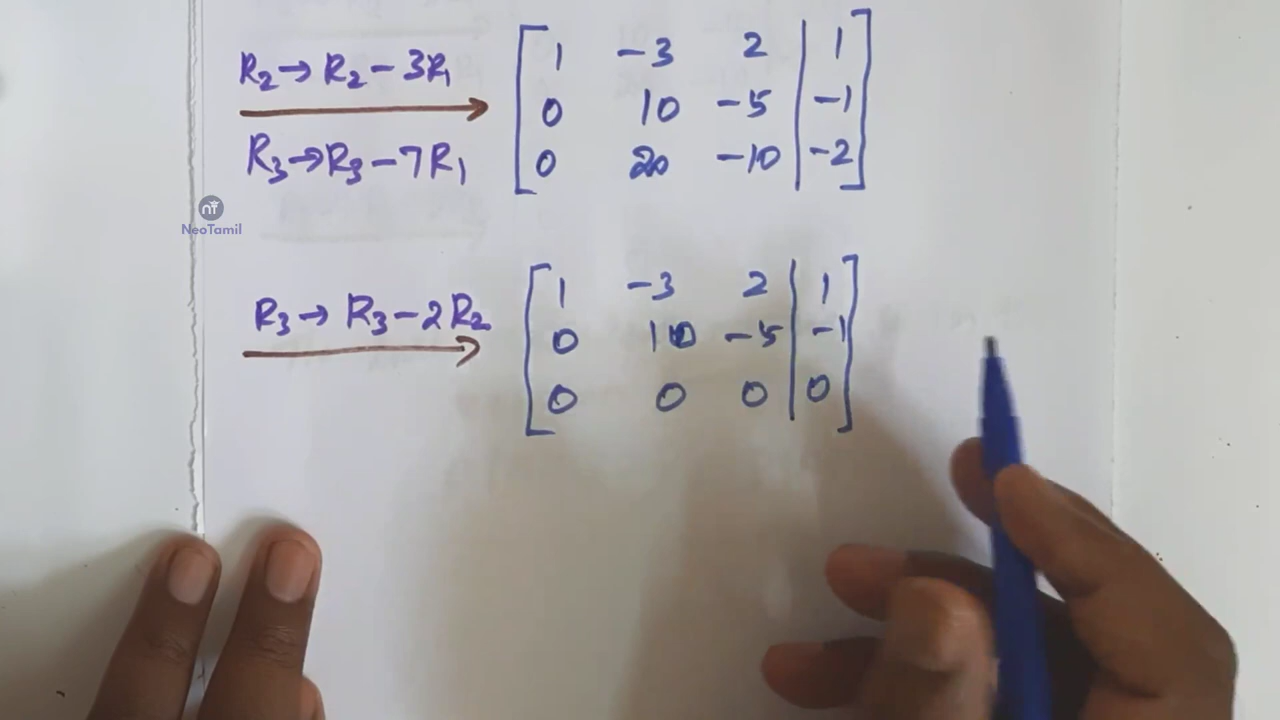 R₂→R₂-3R₁
R₃→R₃-7R₁
1 -3 2 | 1
0 10 -5 | -1
0 20 -10 | -2
NeoTamil
R₃→R₃-2R₂
1 -3 2 | 1
0 10 -5 | -1
0 0 0 | 0